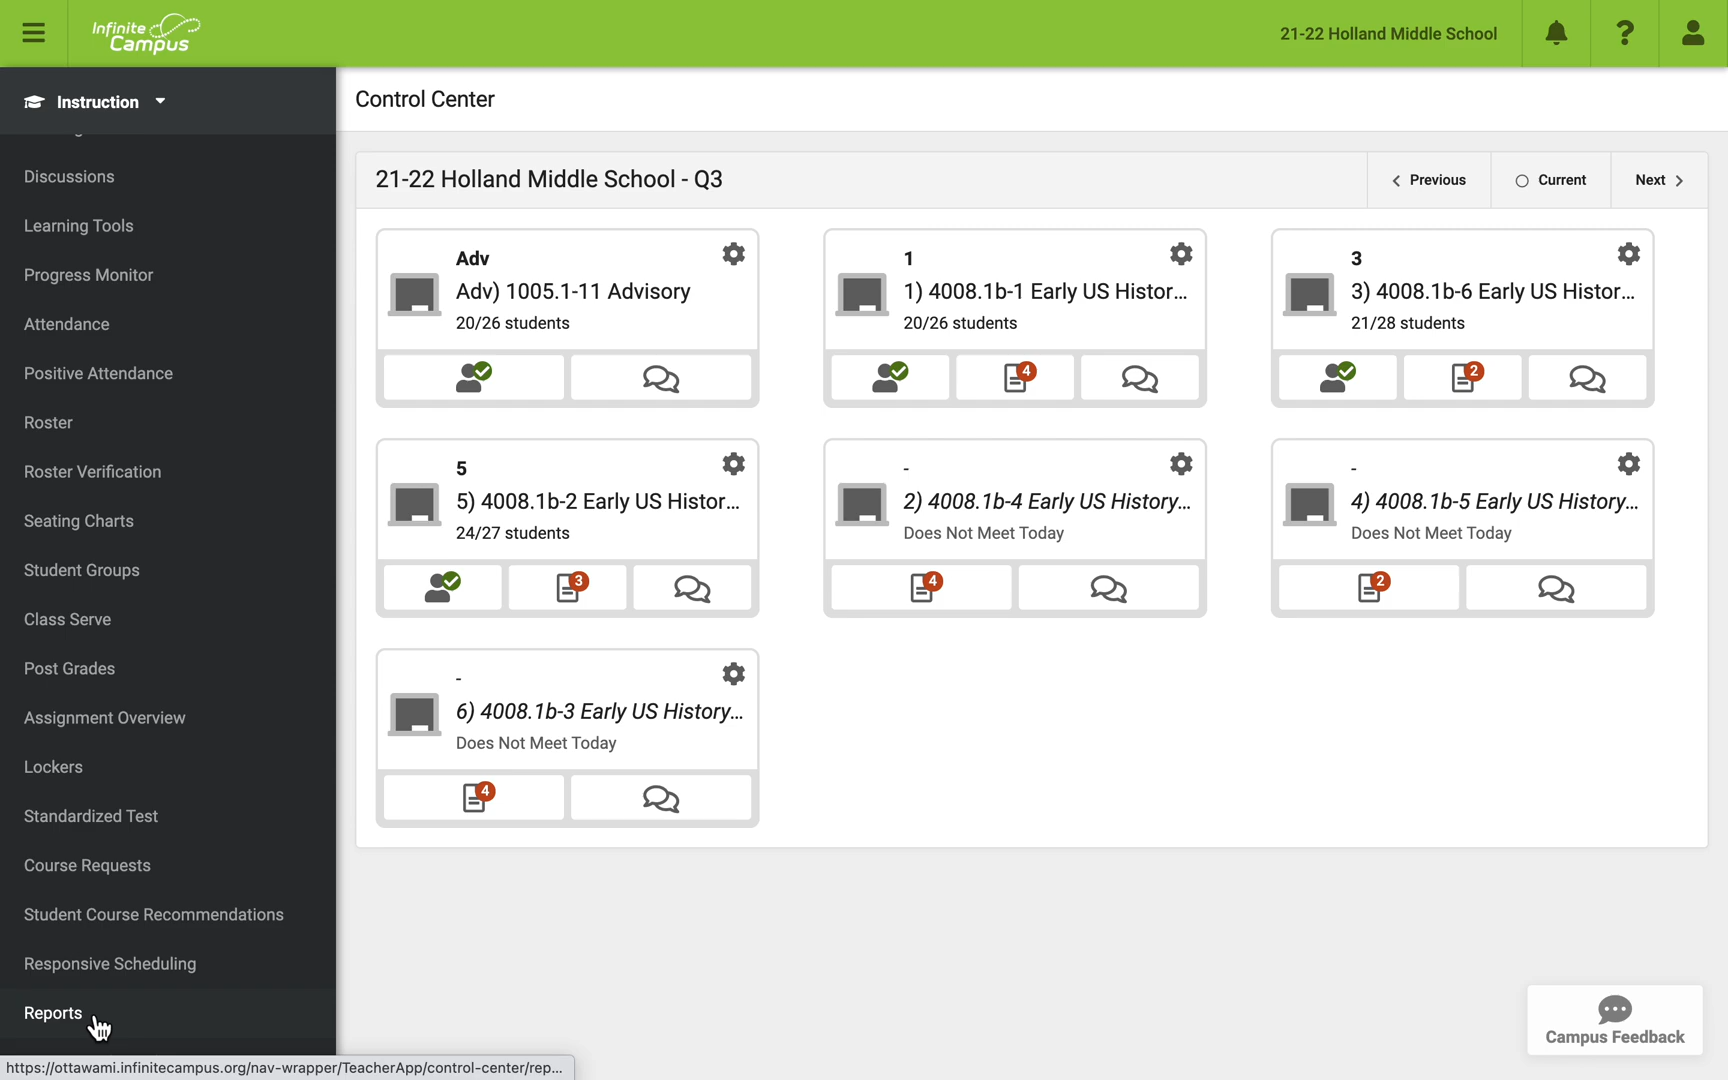 Infinite
Campus
21-22 Holland Middle School
?
Instruction
Discussions
Learning Tools
Progress Monitor
Attendance
Positive Attendance
Roster
Roster Verification
Seating Charts
Student Groups
Class Serve
Post Grades
Assignment Overview
Lockers
Standardized Test
Course Requests
Student Course Recommendations
Responsive Scheduling
Reports
https://ottawami.infinitecampus.org/nav-wrapper/TeacherApp/control-center/rep...
Control Center
21-22 Holland Middle School - Q3
Previous
Current
Next
Adv
Adv) 1005.1-11 Advisory
20/26 students
1
1) 4008.1b-1 Early US Histor...
20/26 students
4
3
3) 4008.1b-6 Early US Histor...
21/28 students
2
5
5) 4008.1b-2 Early US Histor...
24/27 students
3
-
2) 4008.1b-4 Early US History...
Does Not Meet Today
4
-
4) 4008.1b-5 Early US History...
Does Not Meet Today
2
-
6) 4008.1b-3 Early US History...
Does Not Meet Today
4
Campus Feedback